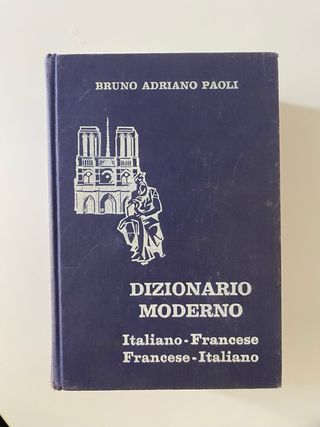 BRUNO ADRIANO PAOLI
DIZIONARIO
MODERNO
Italiano-Francese
Francese-Italiano